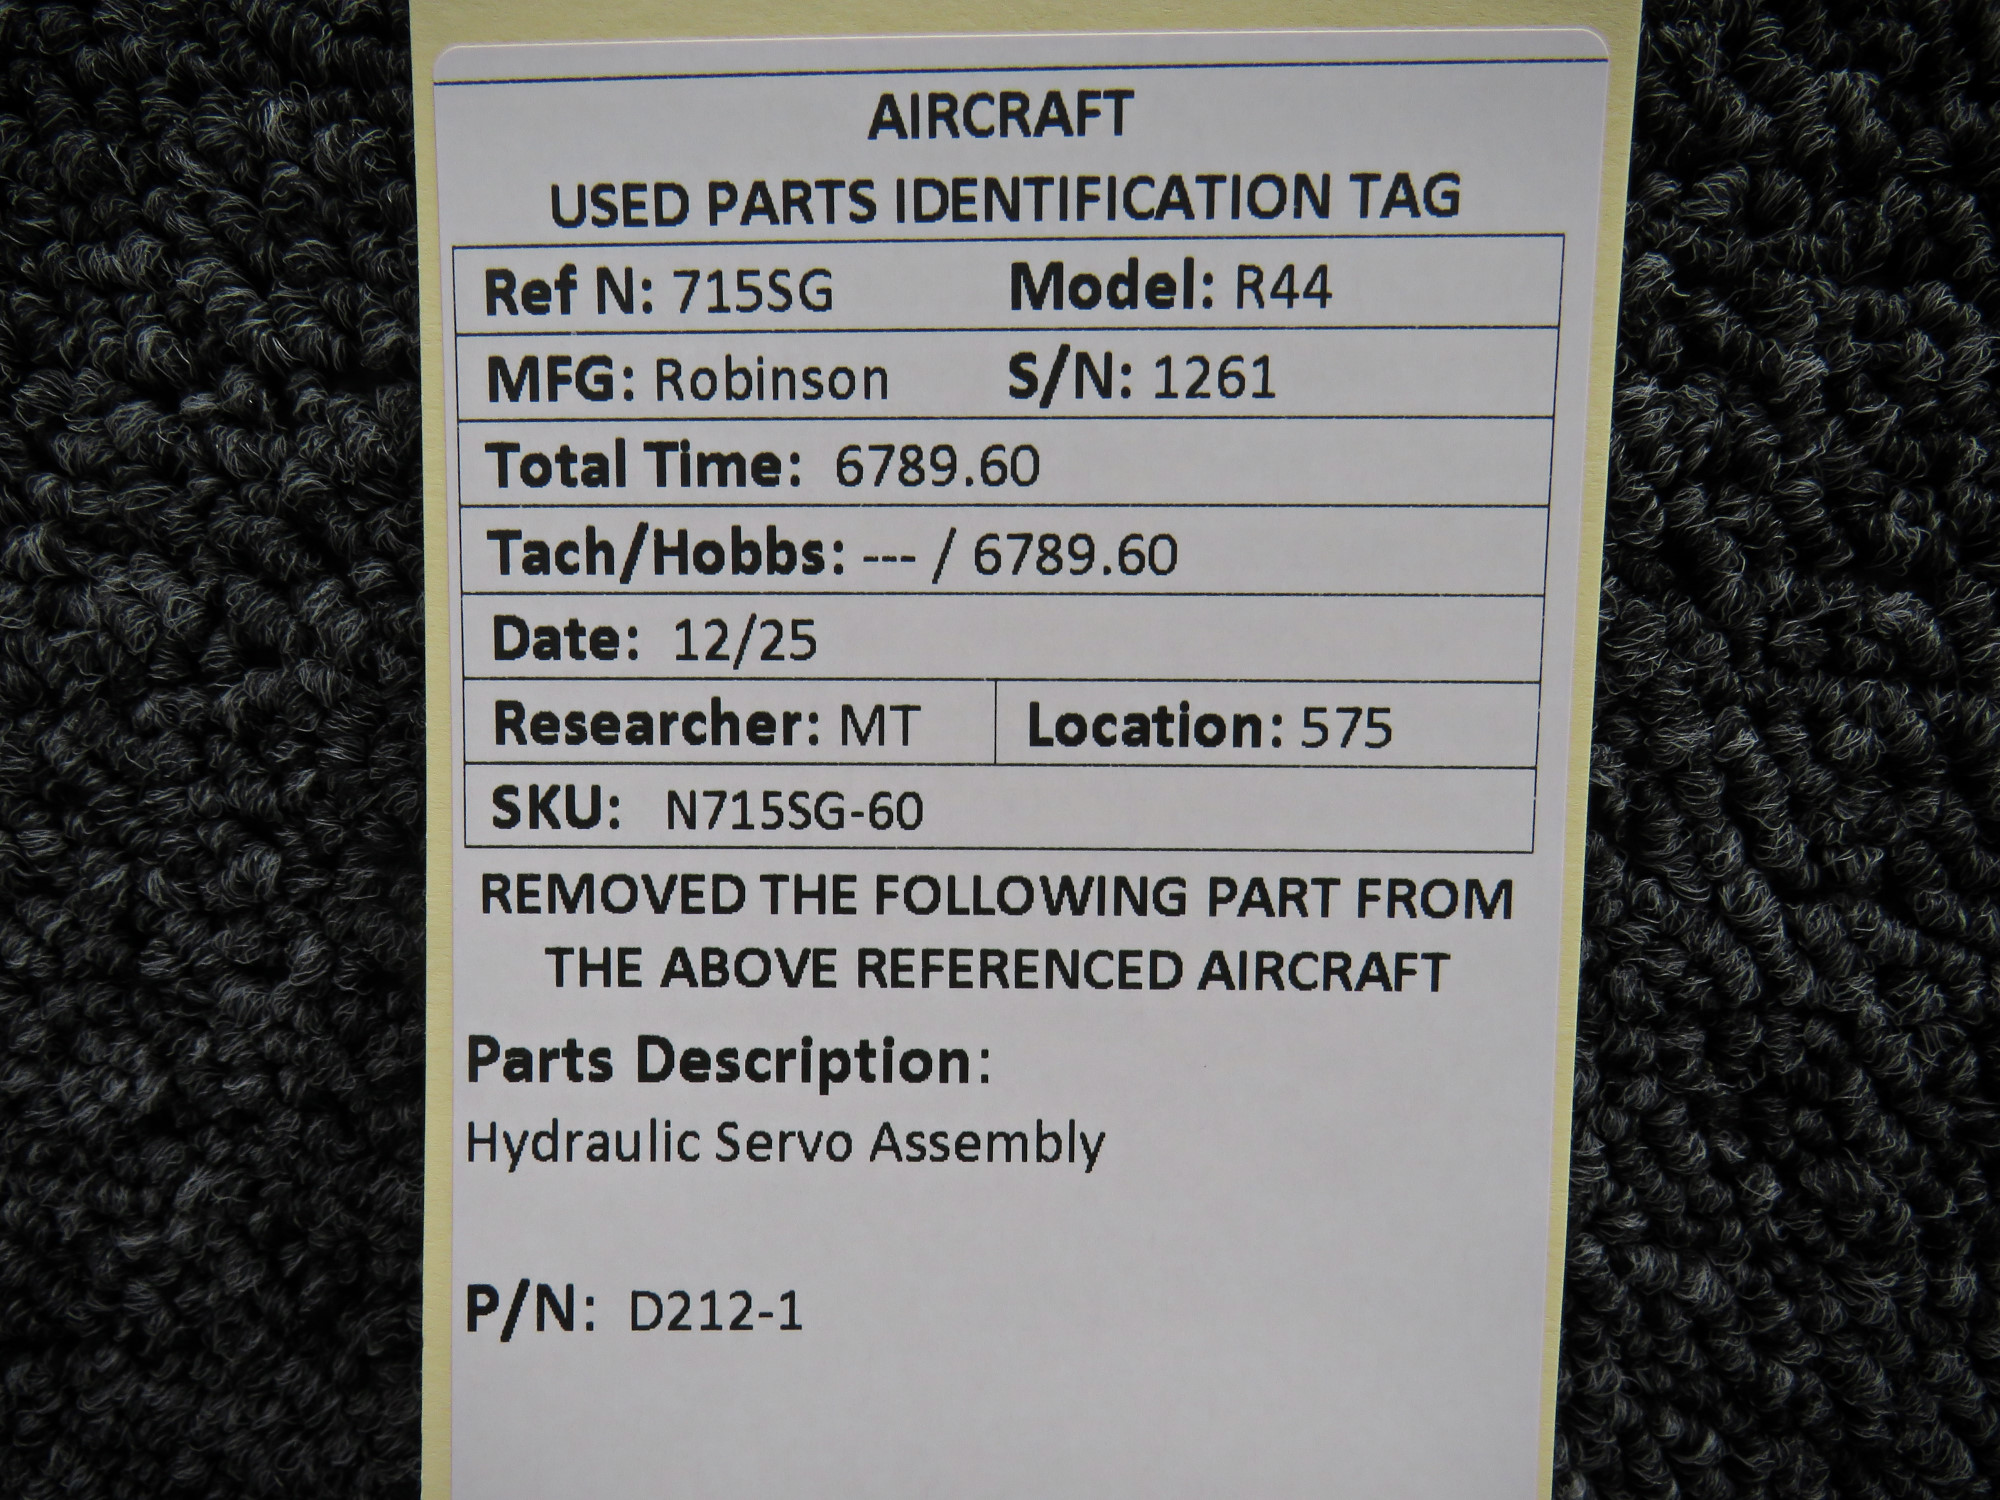 AIRCRAFT
USED PARTS IDENTIFICATION TAG
Ref N: 715SG Model: R44
MFG: Robinson S/N: 1261
Total Time: 6789.60
Tach/Hobbs: --- / 6789.60
Date: 12/25
Researcher: MT Location: 575
SKU: N715SG-60
REMOVED THE FOLLOWING PART FROM
THE ABOVE REFERENCED AIRCRAFT
Parts Description:
Hydraulic Servo Assembly
P/N: D212-1